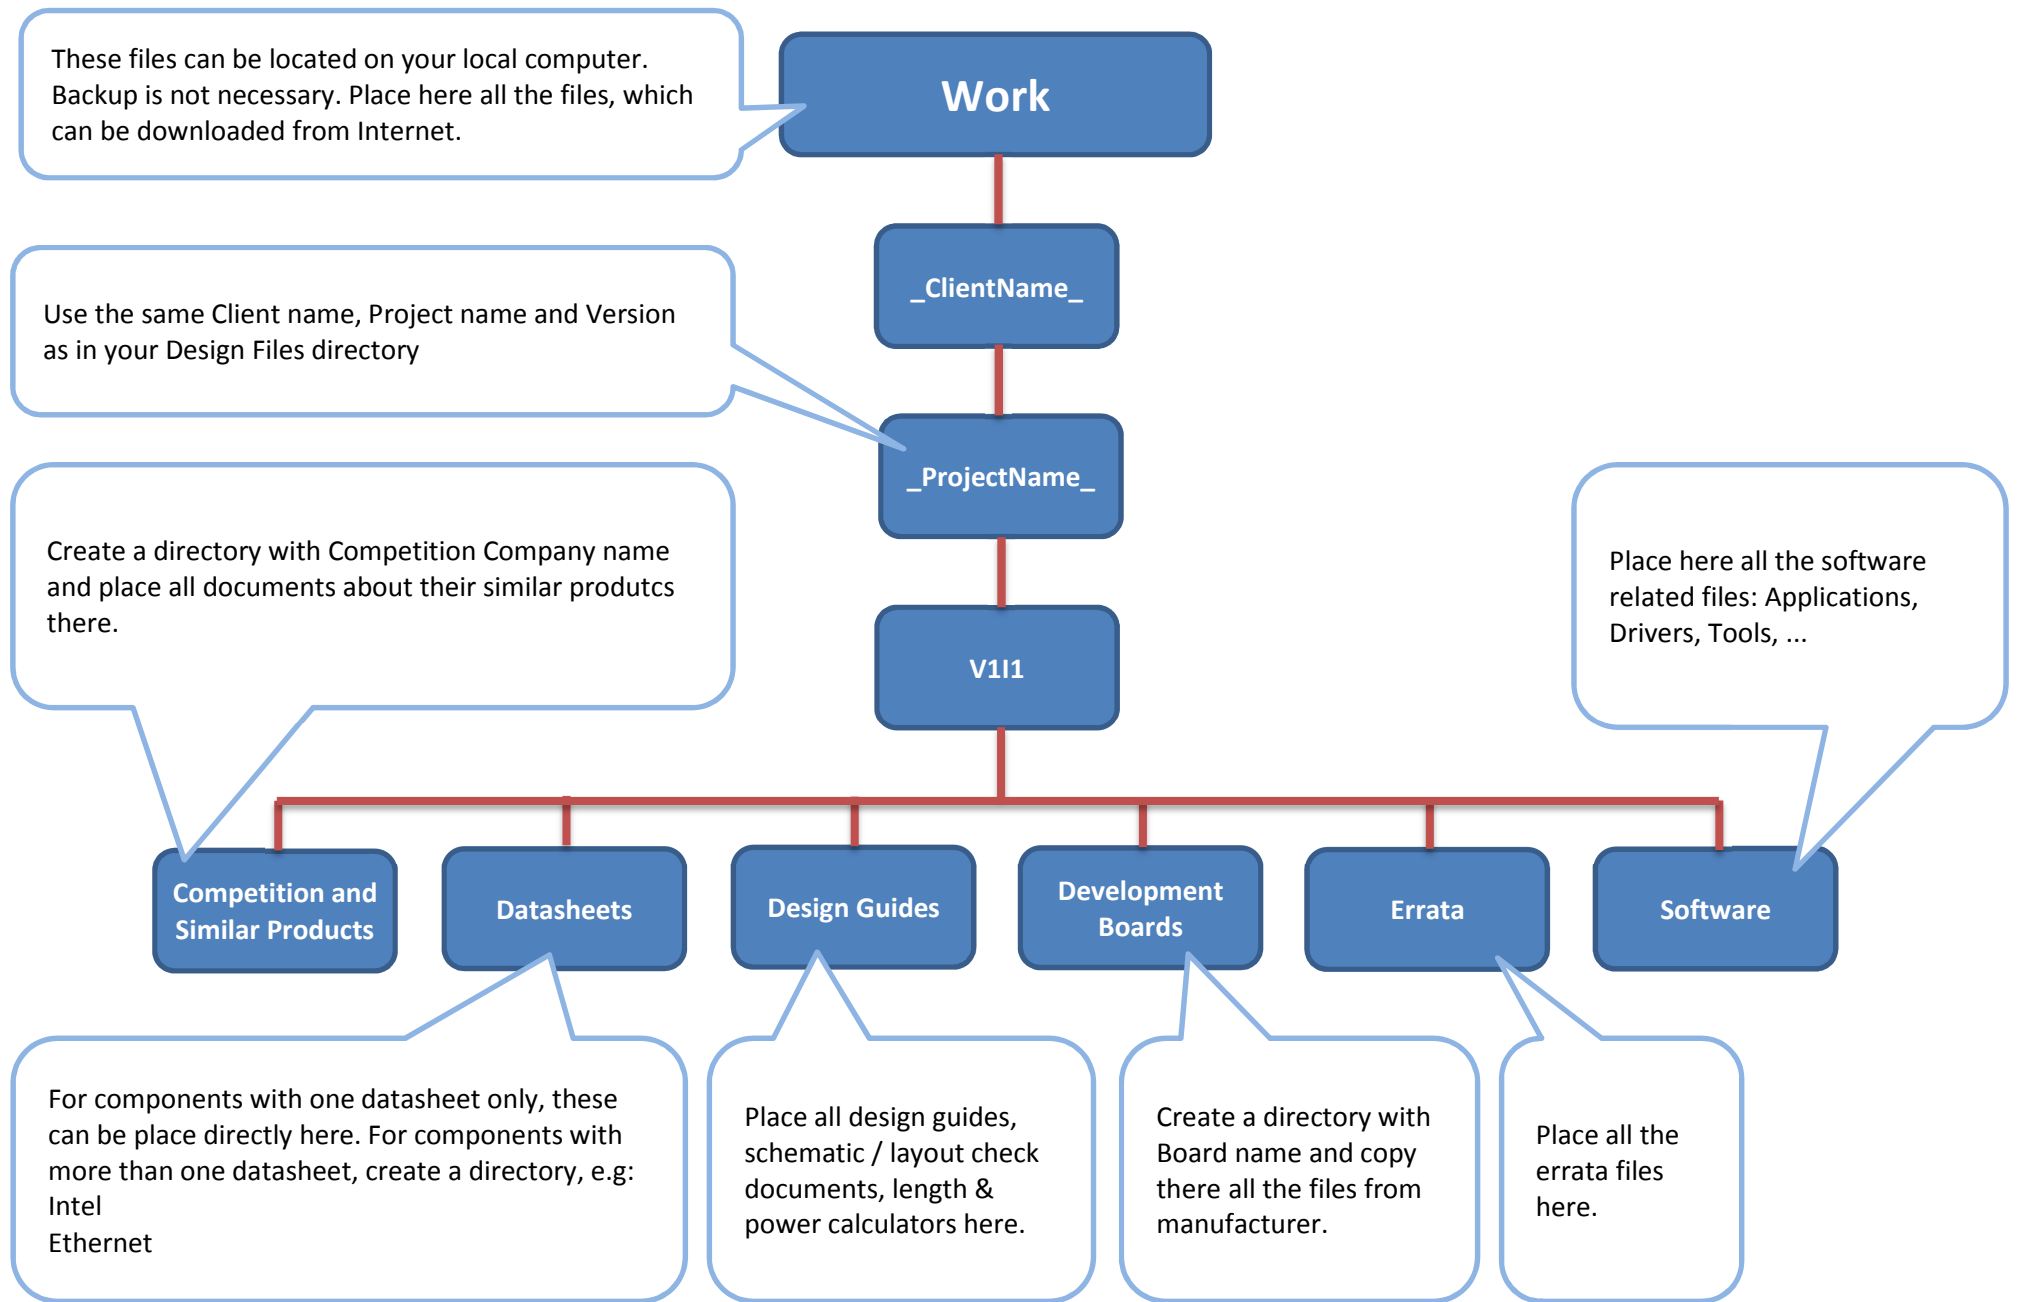 These files can be located on your local computer.
Backup is not necessary. Place here all the files, which
can be downloaded from Internet.
Work
_ClientName_
Use the same Client name, Project name and Version
as in your Design Files directory
_ProjectName_
Create a directory with Competition Company name
and place all documents about their similar produtcs
there.
Place here all the software
related files: Applications,
Drivers, Tools, ...
V1I1
Competition and
Similar Products
Datasheets
Design Guides
Development
Boards
Errata
Software
For components with one datasheet only, these
can be place directly here. For components with
more than one datasheet, create a directory, e.g:
Intel
Ethernet
Place all design guides,
schematic / layout check
documents, length &
power calculators here.
Create a directory with
Board name and copy
there all the files from
manufacturer.
Place all the
errata files
here.